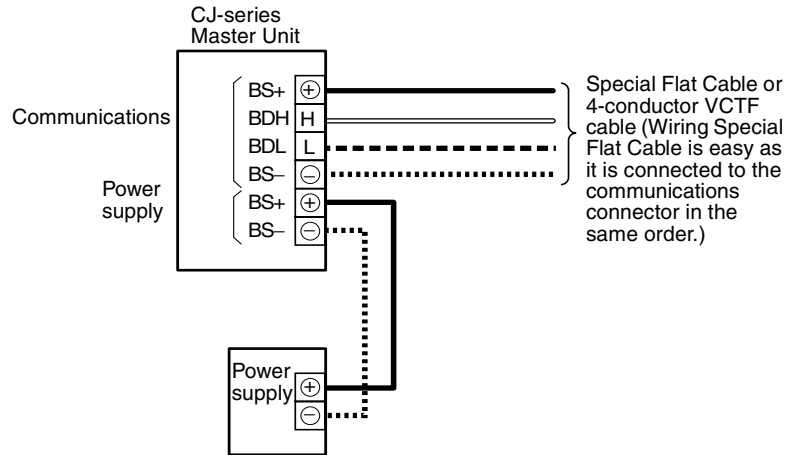 CJ-series
Master Unit
Communications
BS+ ⊕
BDH H
BDL L
BS– ⊖
Power
supply
BS+ ⊕
BS– ⊖
Special Flat Cable or
4-conductor VCTF
cable (Wiring Special
Flat Cable is easy as
it is connected to the
communications
connector in the
same order.)
Power
supply
⊕
⊖